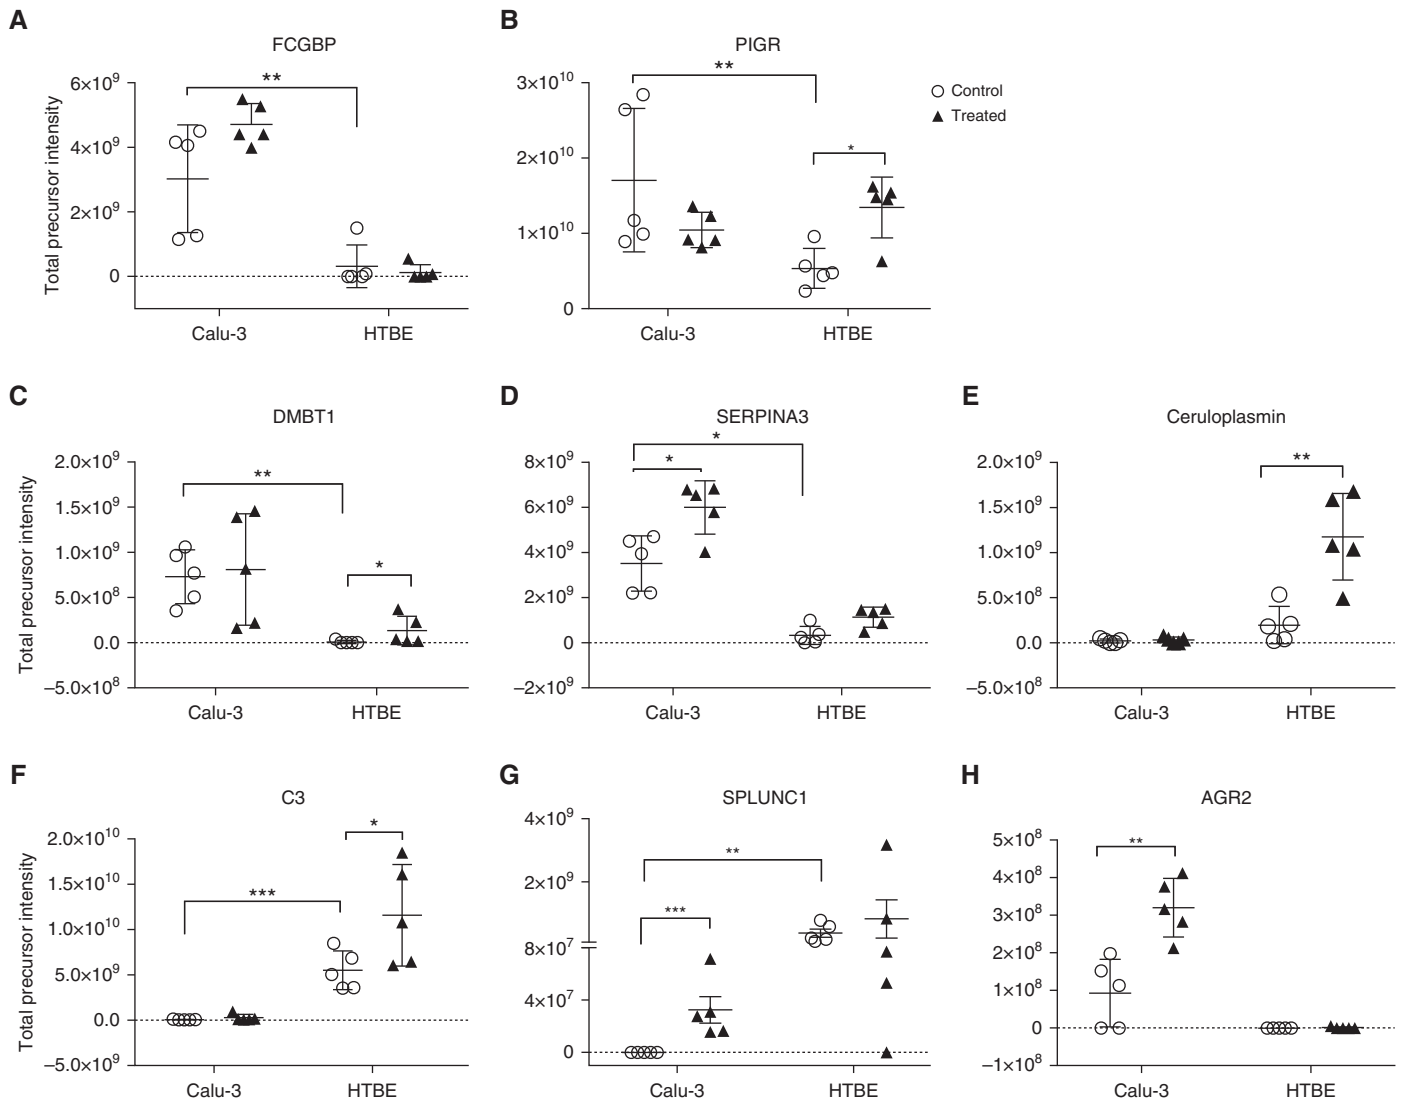 A
FCGBP
Total precursor intensity
6×10⁹
4×10⁹
2×10⁹
0
**
Calu-3
HTBE
B
PIGR
3×10¹⁰
2×10¹⁰
1×10¹⁰
0
**
*
Calu-3
HTBE
Control
Treated
C
DMBT1
Total precursor intensity
2.0×10⁹
1.5×10⁹
1.0×10⁹
5.0×10⁸
0.0
–5.0×10⁸
**
*
Calu-3
HTBE
D
SERPINA3
8×10⁹
6×10⁹
4×10⁹
2×10⁹
0
–2×10⁹
*
*
Calu-3
HTBE
E
Ceruloplasmin
2.0×10⁹
1.5×10⁹
1.0×10⁹
5.0×10⁸
0.0
–5.0×10⁸
**
Calu-3
HTBE
F
C3
Total precursor intensity
2.0×10¹⁰
1.5×10¹⁰
1.0×10¹⁰
5.0×10⁹
0.0
–5.0×10⁹
*
***
Calu-3
HTBE
G
SPLUNC1
4×10⁹
2×10⁹
8×10⁷
4×10⁷
0
**
***
Calu-3
HTBE
H
AGR2
5×10⁸
4×10⁸
3×10⁸
2×10⁸
1×10⁸
0
–1×10⁸
**
Calu-3
HTBE